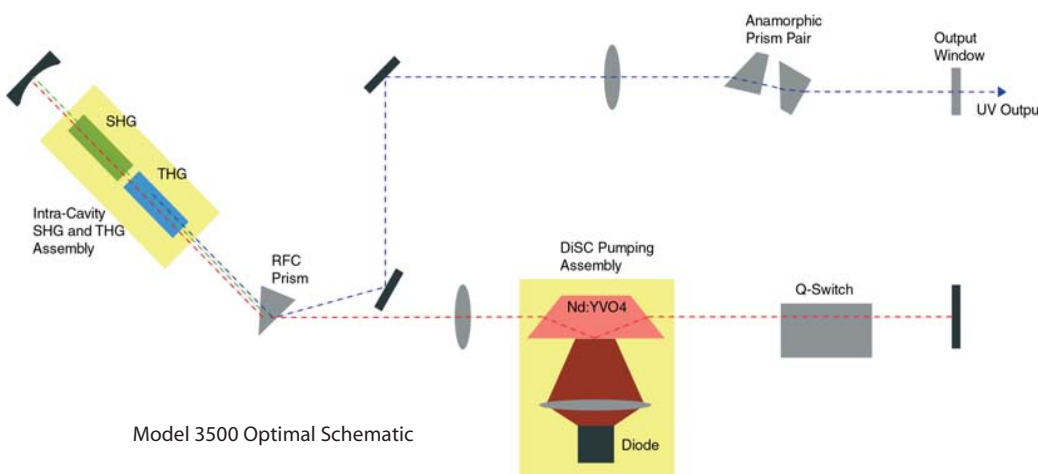 Anamorphic
Prism Pair
Output
Window
UV Output
SHG
THG
Intra-Cavity
SHG and THG
Assembly
RFC
Prism
DiSC Pumping
Assembly
Nd:YVO4
Q-Switch
Diode
Model 3500 Optimal Schematic